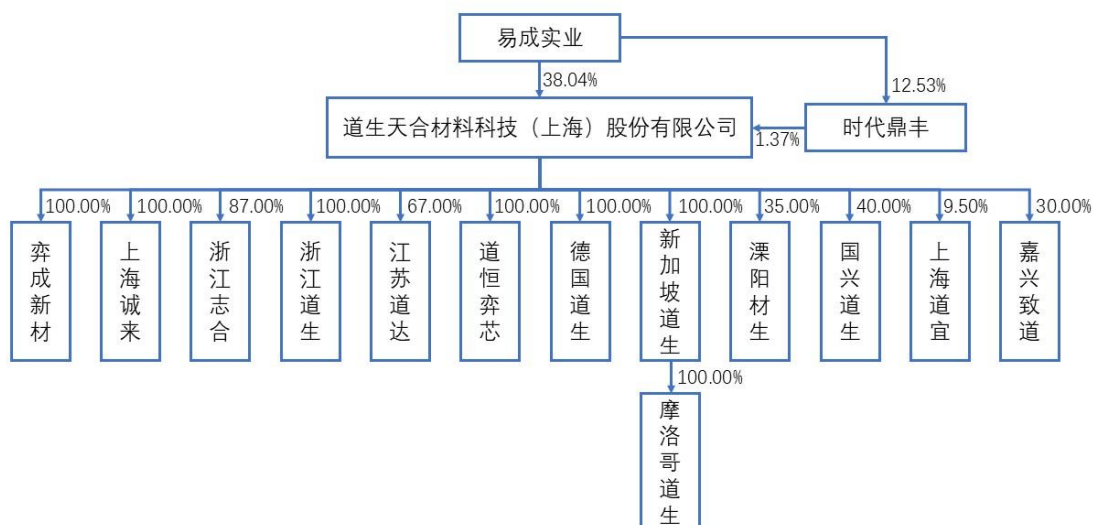 易成实业
38.04%
12.53%
道生天合材料科技（上海）股份有限公司
1.37%
时代鼎丰
100.00%
100.00%
87.00%
100.00%
67.00%
100.00%
100.00%
100.00%
35.00%
40.00%
9.50%
30.00%
弈成新材
上海诚来
浙江志合
浙江道生
江苏道达
道恒弈芯
德国道生
新加坡道生
溧阳材生
国兴道生
上海道宜
嘉兴致道
100.00%
摩洛哥道生